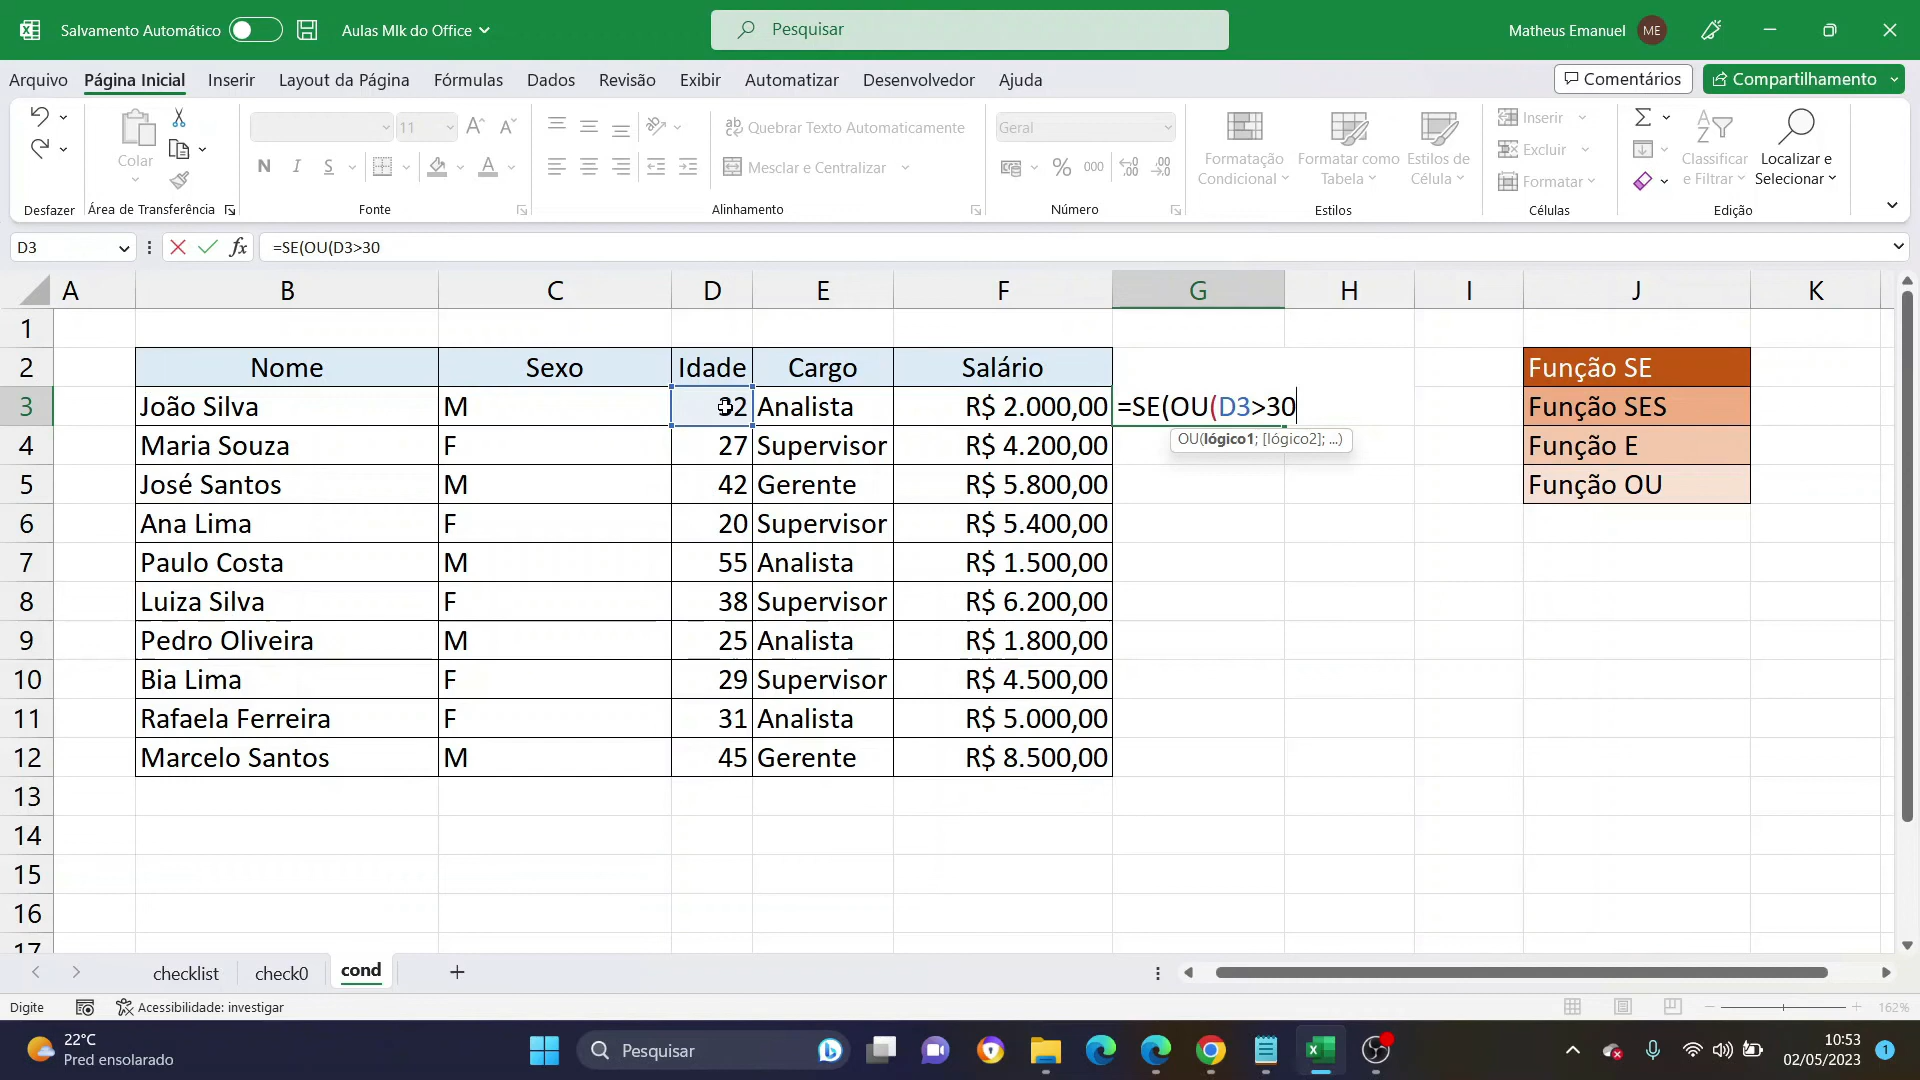 Salvamento Automático
Aulas Mlk do Office
Pesquisar
Matheus Emanuel ME
Arquivo Página Inicial Inserir Layout da Página Fórmulas Dados Revisão Exibir Automatizar Desenvolvedor Ajuda
Comentários Compartilhamento
Colar
11
N I S
Quebrar Texto Automaticamente
Mesclar e Centralizar
Geral
% 000
Formatação Condicional
Formatar como Tabela
Estilos de Célula
Inserir
Excluir
Formatar
Classificar e Filtrar
Localizar e Selecionar
Desfazer Área de Transferência Fonte Alinhamento Número Estilos Células Edição
D3 fx =SE(OU(D3>30
A B C D E F G H I J K
1
2 Nome Sexo Idade Cargo Salário Função SE
3 João Silva M 32 Analista R$ 2.000,00 =SE(OU(D3>30 Função SES
OU(lógico1; [lógico2]; ...)
4 Maria Souza F 27 Supervisor R$ 4.200,00 Função E
5 José Santos M 42 Gerente R$ 5.800,00 Função OU
6 Ana Lima F 20 Supervisor R$ 5.400,00
7 Paulo Costa M 55 Analista R$ 1.500,00
8 Luiza Silva F 38 Supervisor R$ 6.200,00
9 Pedro Oliveira M 25 Analista R$ 1.800,00
10 Bia Lima F 29 Supervisor R$ 4.500,00
11 Rafaela Ferreira F 31 Analista R$ 5.000,00
12 Marcelo Santos M 45 Gerente R$ 8.500,00
13
14
15
16
17
checklist check0 cond
Digite Acessibilidade: investigar 162%
22°C
Pred ensolarado
Pesquisar
10:53
02/05/2023
1